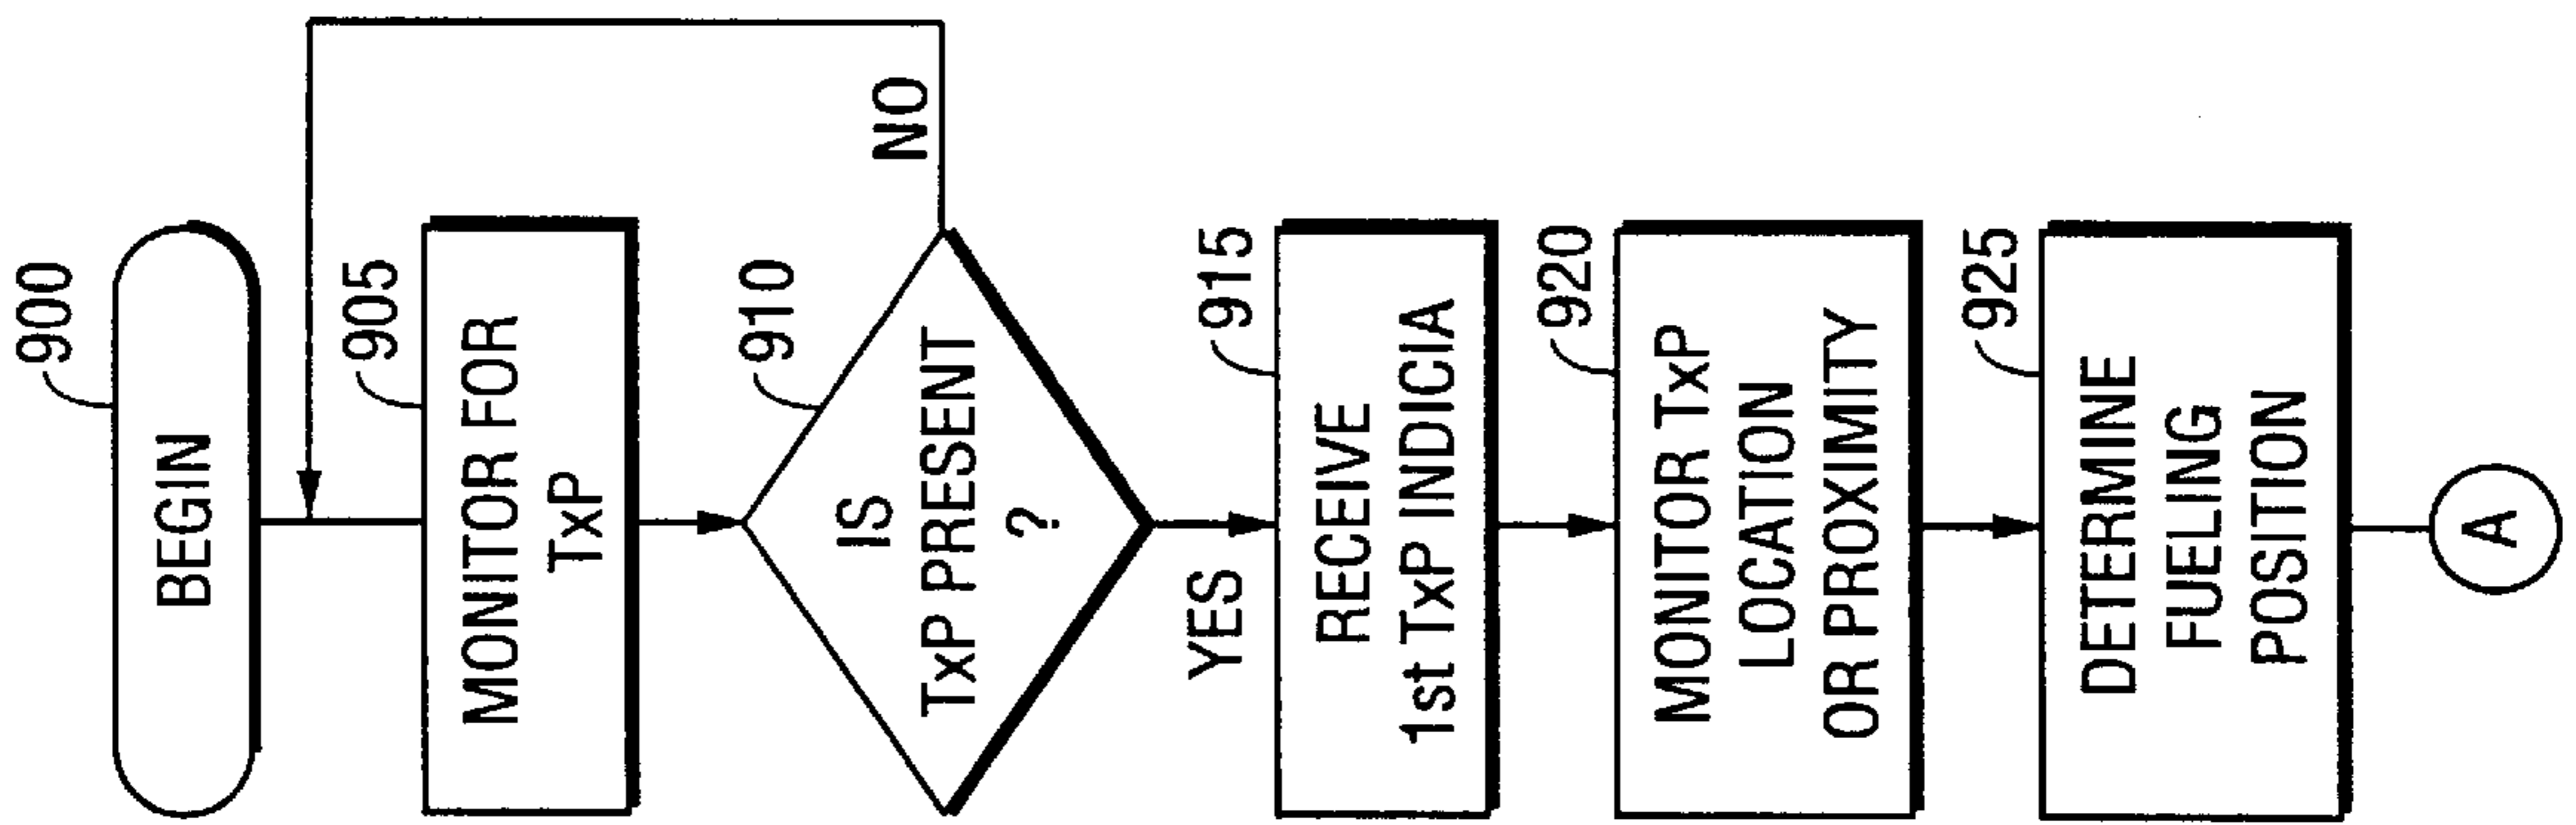 900
BEGIN
905
MONITOR FOR
TxP
910
IS
TxP PRESENT
?
NO
YES
915
RECEIVE
1st TxP INDICIA
920
MONITOR TxP
LOCATION
OR PROXIMITY
925
DETERMINE
FUELING
POSITION
A